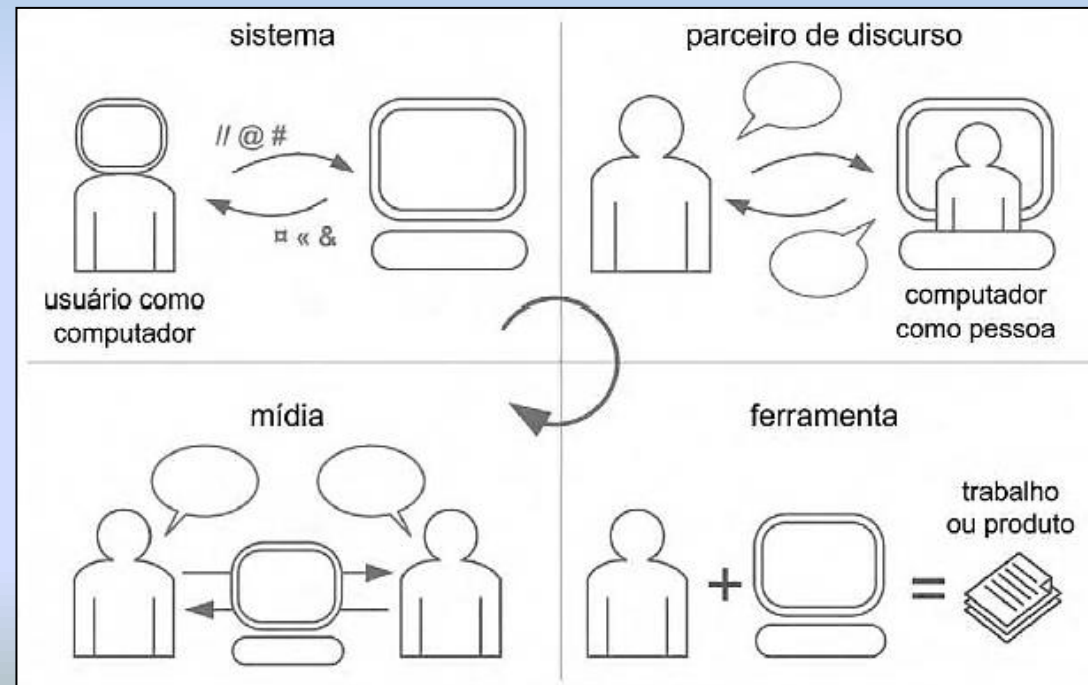 sistema
// @ #
¤ « &
usuário como
computador
parceiro de discurso
computador
como pessoa
mídia
ferramenta
trabalho
ou produto
+
=